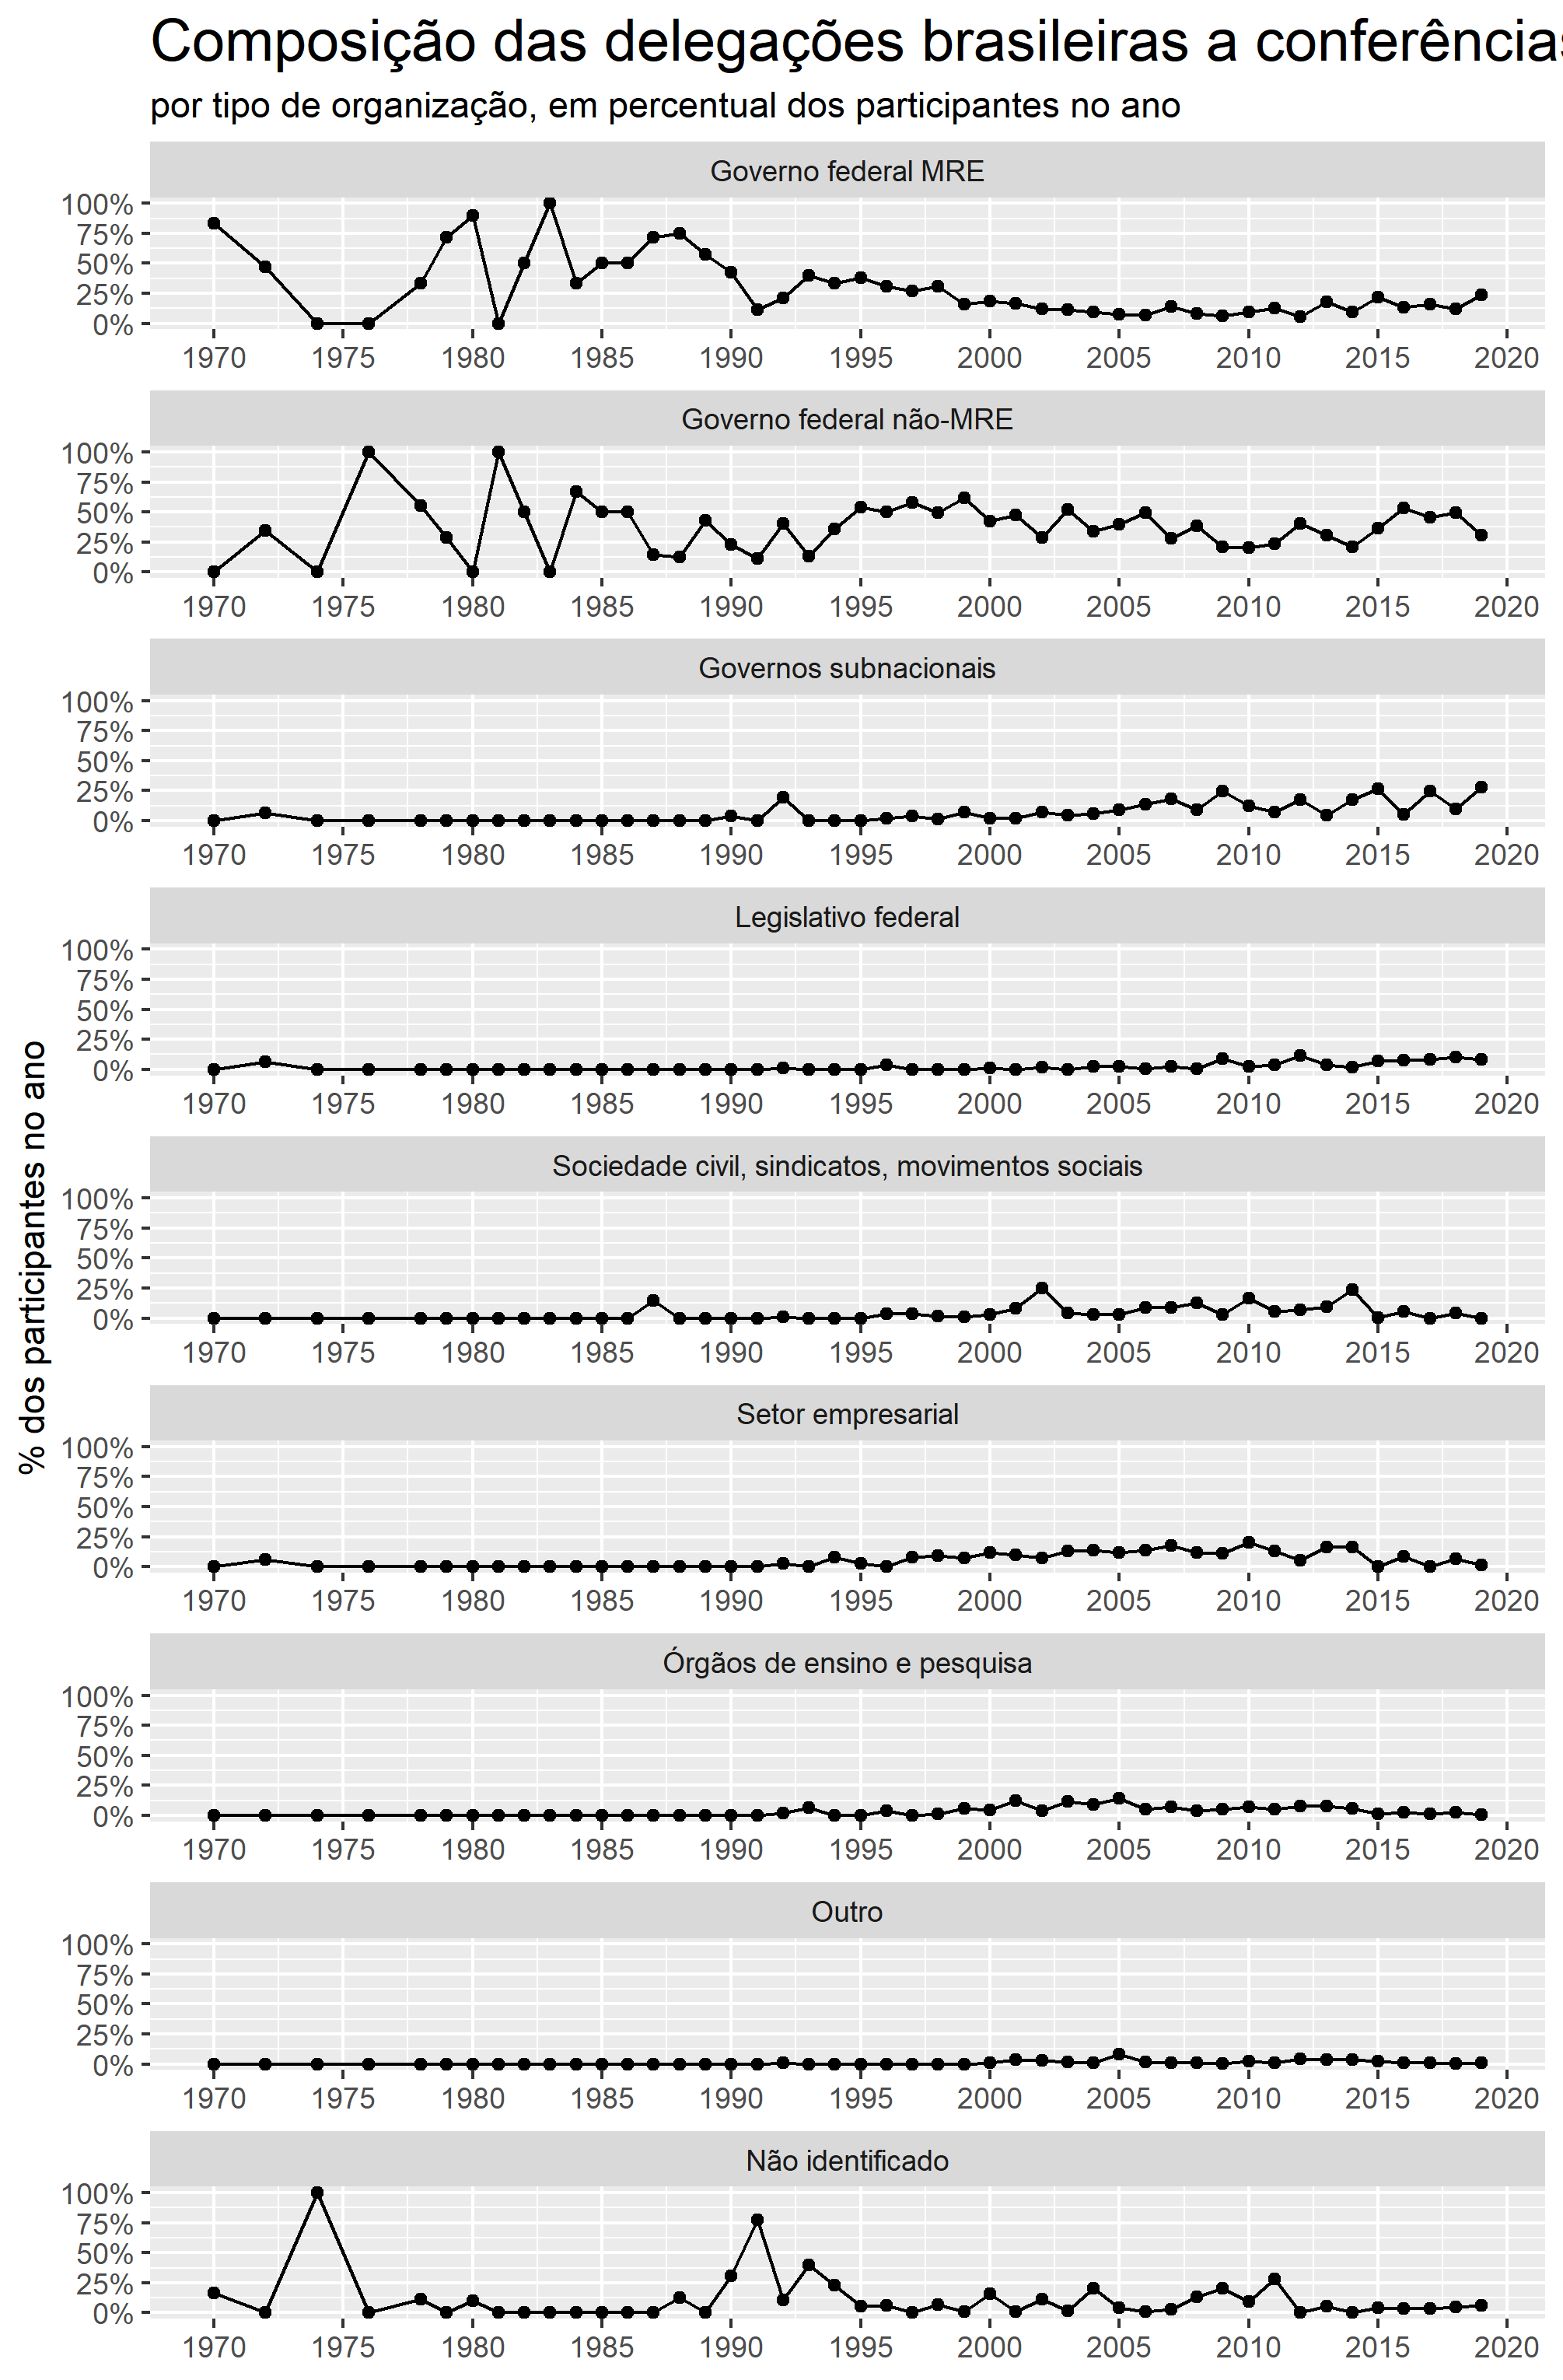 Composição das delegações brasileiras a conferências
por tipo de organização, em percentual dos participantes no ano
% dos participantes no ano
Governo federal MRE
100%
75%
50%
25%
0%
1970 1975 1980 1985 1990 1995 2000 2005 2010 2015 2020
Governo federal não-MRE
100%
75%
50%
25%
0%
1970 1975 1980 1985 1990 1995 2000 2005 2010 2015 2020
Governos subnacionais
100%
75%
50%
25%
0%
1970 1975 1980 1985 1990 1995 2000 2005 2010 2015 2020
Legislativo federal
100%
75%
50%
25%
0%
1970 1975 1980 1985 1990 1995 2000 2005 2010 2015 2020
Sociedade civil, sindicatos, movimentos sociais
100%
75%
50%
25%
0%
1970 1975 1980 1985 1990 1995 2000 2005 2010 2015 2020
Setor empresarial
100%
75%
50%
25%
0%
1970 1975 1980 1985 1990 1995 2000 2005 2010 2015 2020
Órgãos de ensino e pesquisa
100%
75%
50%
25%
0%
1970 1975 1980 1985 1990 1995 2000 2005 2010 2015 2020
Outro
100%
75%
50%
25%
0%
1970 1975 1980 1985 1990 1995 2000 2005 2010 2015 2020
Não identificado
100%
75%
50%
25%
0%
1970 1975 1980 1985 1990 1995 2000 2005 2010 2015 2020